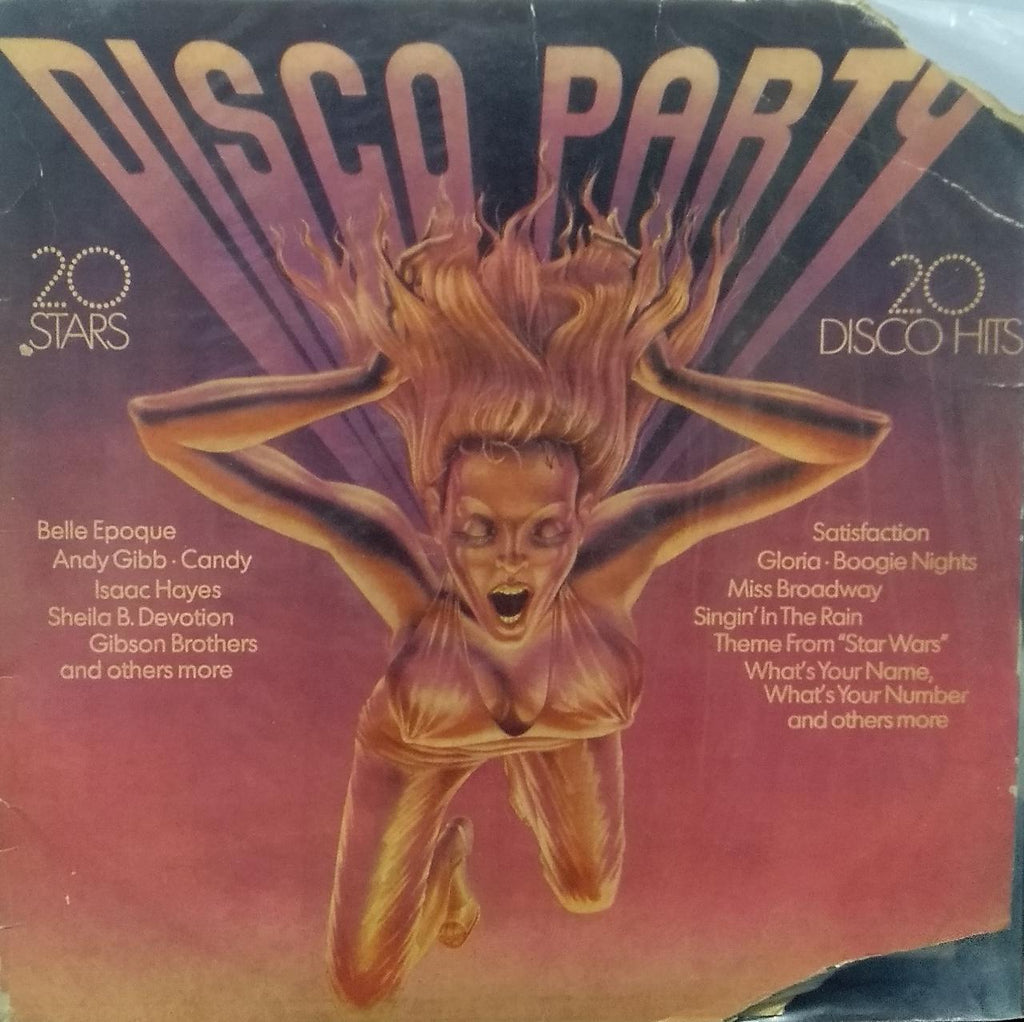 DISCO PARTY
20
STARS
20
DISCO HITS
Belle Epoque
Andy Gibb · Candy
Isaac Hayes
Sheila B. Devotion
Gibson Brothers
and others more
Satisfaction
Gloria · Boogie Nights
Miss Broadway
Singin' In The Rain
Theme From "Star Wars"
What's Your Name,
What's Your Number
and others more